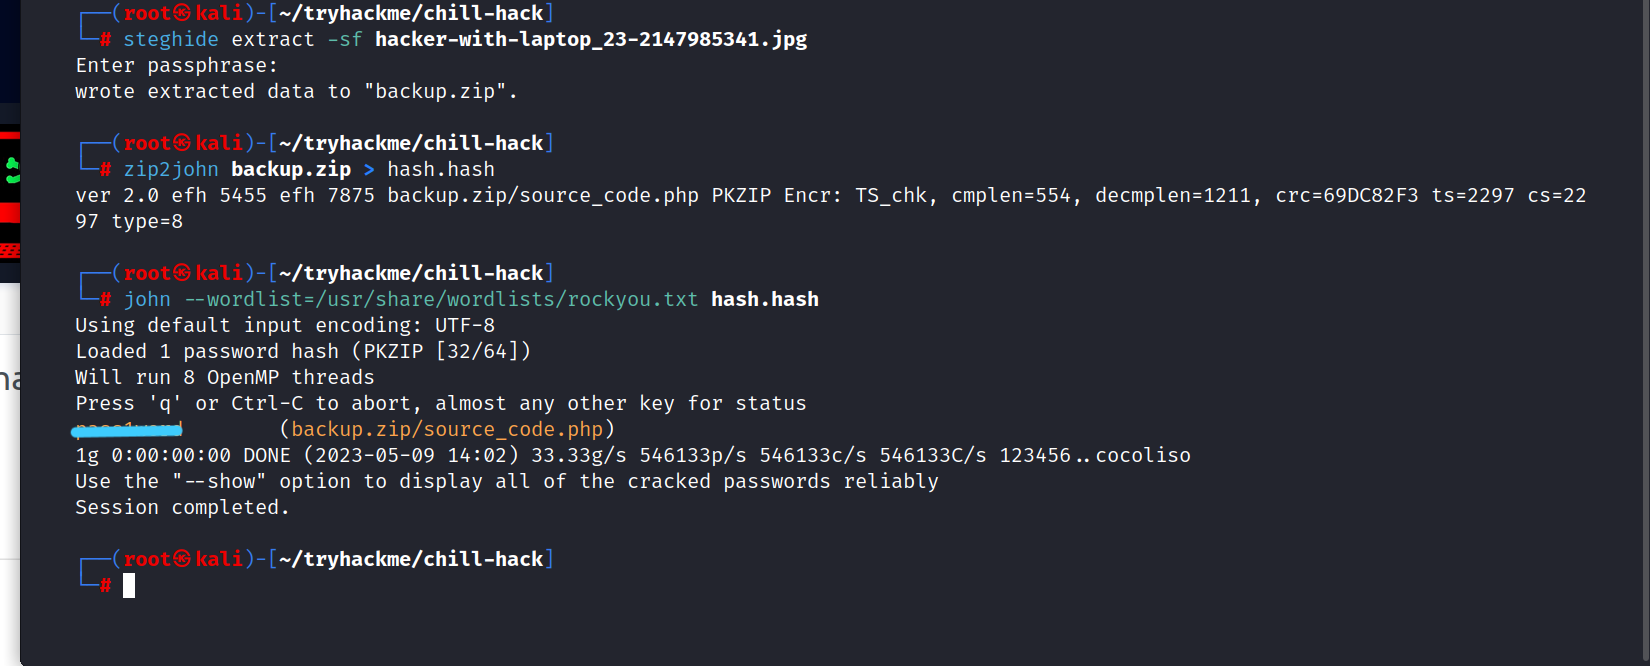 ┌──(root㉿kali)-[~/tryhackme/chill-hack]
└─# steghide extract -sf hacker-with-laptop_23-2147985341.jpg
Enter passphrase:
wrote extracted data to "backup.zip".
┌──(root㉿kali)-[~/tryhackme/chill-hack]
└─# zip2john backup.zip > hash.hash
ver 2.0 efh 5455 efh 7875 backup.zip/source_code.php PKZIP Encr: TS_chk, cmplen=554, decmplen=1211, crc=69DC82F3 ts=2297 cs=22
97 type=8
┌──(root㉿kali)-[~/tryhackme/chill-hack]
└─# john --wordlist=/usr/share/wordlists/rockyou.txt hash.hash
Using default input encoding: UTF-8
Loaded 1 password hash (PKZIP [32/64])
Will run 8 OpenMP threads
Press 'q' or Ctrl-C to abort, almost any other key for status
(backup.zip/source_code.php)
1g 0:00:00:00 DONE (2023-05-09 14:02) 33.33g/s 546133p/s 546133c/s 546133C/s 123456..cocoliso
Use the "--show" option to display all of the cracked passwords reliably
Session completed.
┌──(root㉿kali)-[~/tryhackme/chill-hack]
└─#